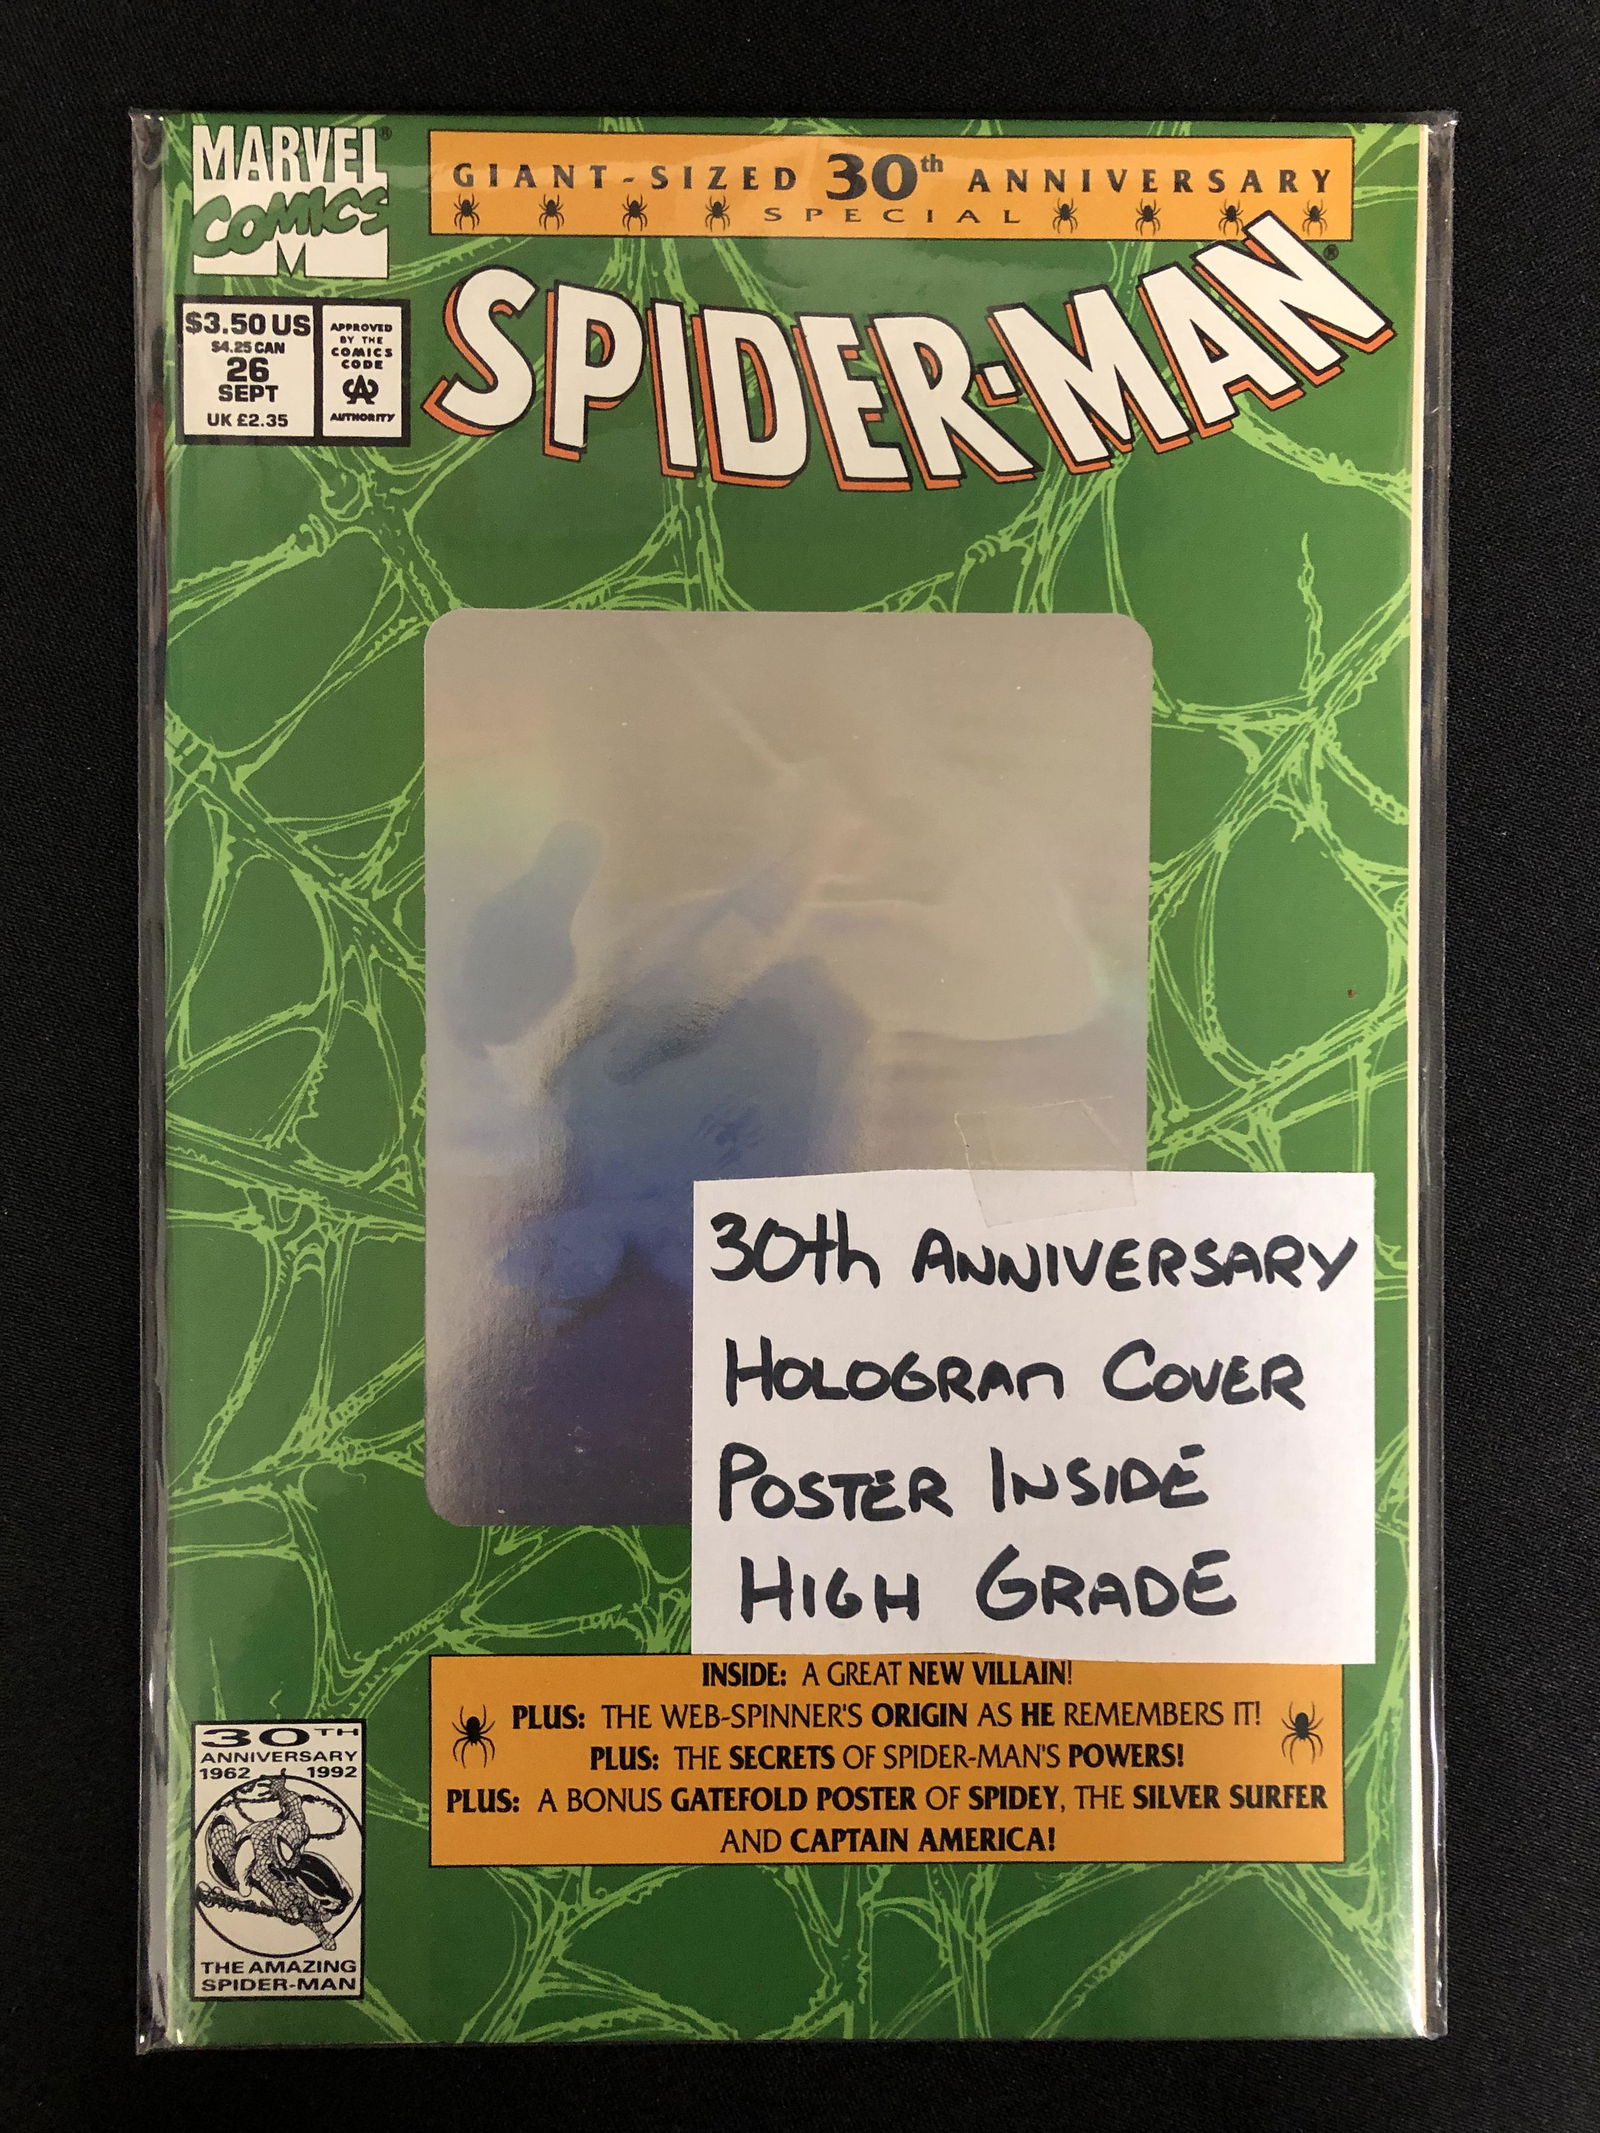 MARVEL®
COMICS
M
GIANT-SIZED 30th ANNIVERSARY
SPECIAL
SPIDER-MAN®
$3.50 US
$4.25 CAN
26
SEPT
UK £2.35
APPROVED
BY THE
COMICS
CODE
CA
AUTHORITY
30th ANNIVERSARY
HOLOGRAM COVER
POSTER INSIDE
HIGH GRADE
INSIDE: A GREAT NEW VILLAIN!
PLUS: THE WEB-SPINNER'S ORIGIN AS HE REMEMBERS IT!
PLUS: THE SECRETS OF SPIDER-MAN'S POWERS!
PLUS: A BONUS GATEFOLD POSTER OF SPIDEY, THE SILVER SURFER
AND CAPTAIN AMERICA!
30TH
ANNIVERSARY
1962 1992
THE AMAZING
SPIDER-MAN